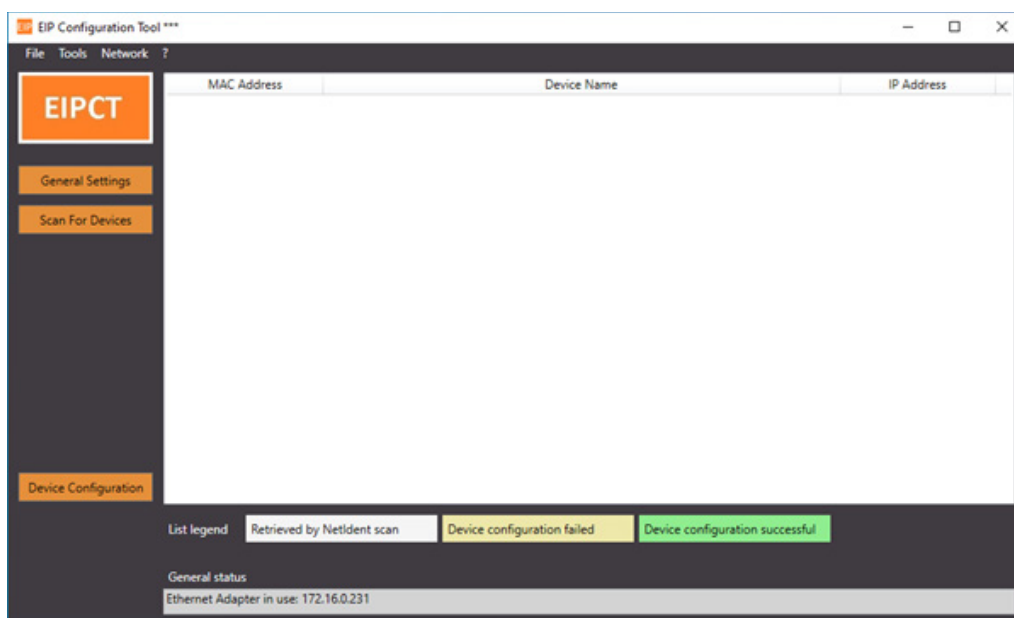 EIP EIP Configuration Tool ***
File Tools Network ?
EIPCT
MAC Address Device Name IP Address
General Settings
Scan For Devices
Device Configuration
List legend Retrieved by NetIdent scan Device configuration failed Device configuration successful
General status
Ethernet Adapter in use: 172.16.0.231